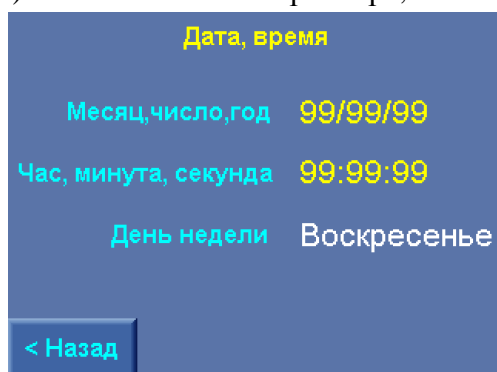 Дата, время
Месяц,число,год 99/99/99
Час, минута, секунда 99:99:99
День недели Воскресенье
< Назад